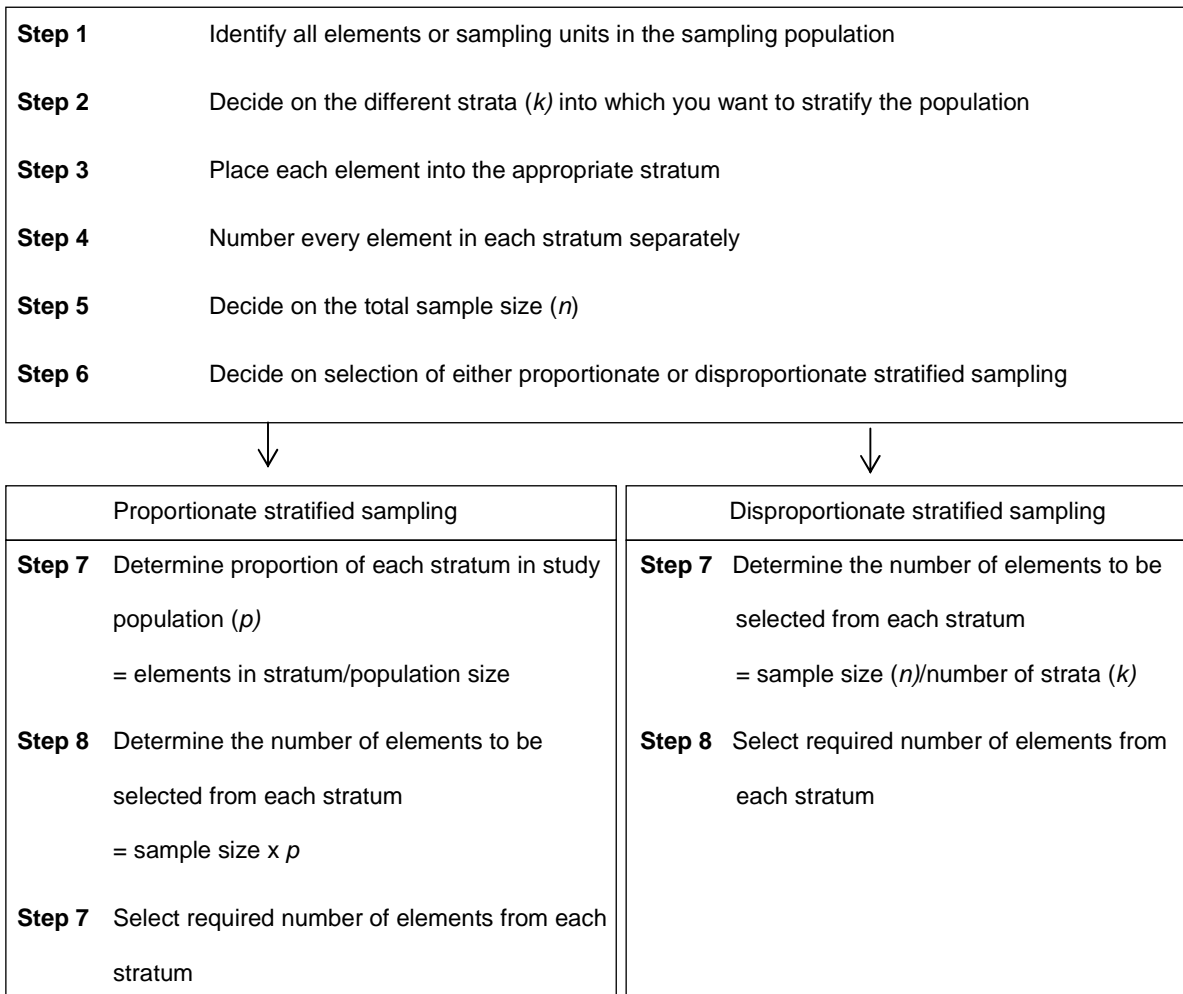 Step 1 Identify all elements or sampling units in the sampling population
Step 2 Decide on the different strata (k) into which you want to stratify the population
Step 3 Place each element into the appropriate stratum
Step 4 Number every element in each stratum separately
Step 5 Decide on the total sample size (n)
Step 6 Decide on selection of either proportionate or disproportionate stratified sampling
Proportionate stratified sampling
Step 7 Determine proportion of each stratum in study
population (p)
= elements in stratum/population size
Step 8 Determine the number of elements to be
selected from each stratum
= sample size x p
Step 7 Select required number of elements from each
stratum
Disproportionate stratified sampling
Step 7 Determine the number of elements to be
selected from each stratum
= sample size (n)/number of strata (k)
Step 8 Select required number of elements from
each stratum